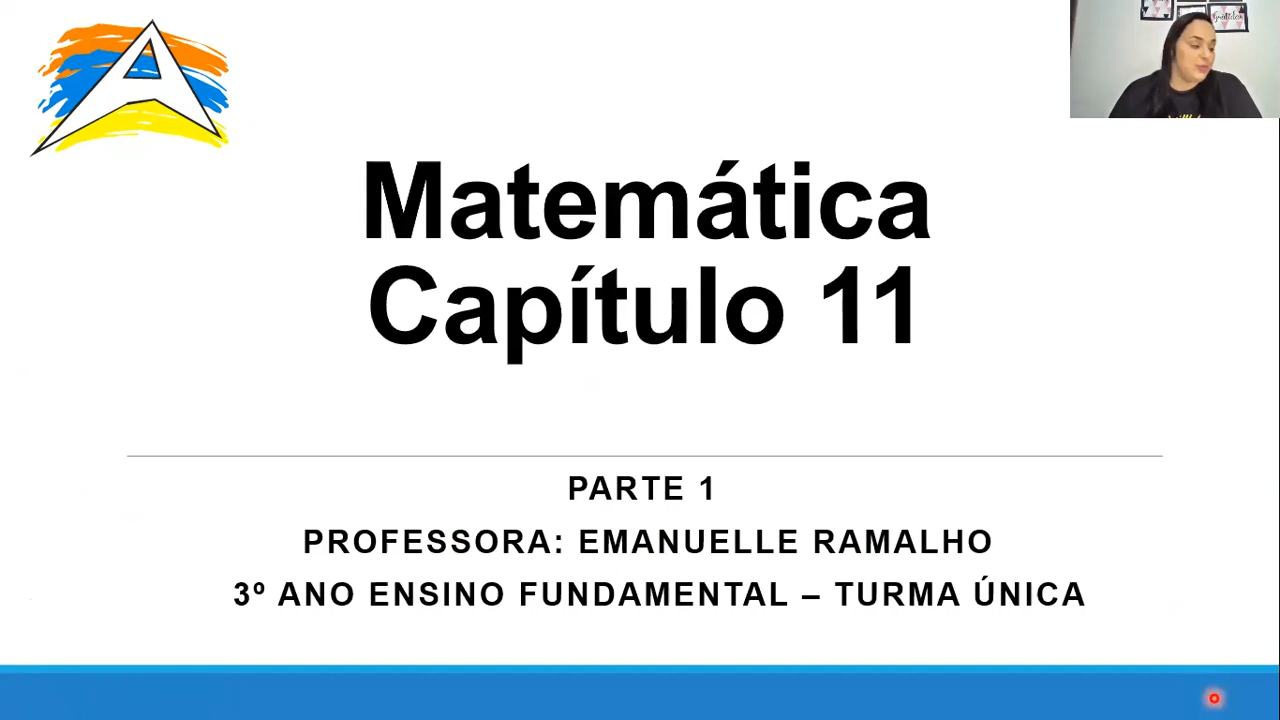 Matemática
Capítulo 11
PARTE 1
PROFESSORA: EMANUELLE RAMALHO
3º ANO ENSINO FUNDAMENTAL – TURMA ÚNICA